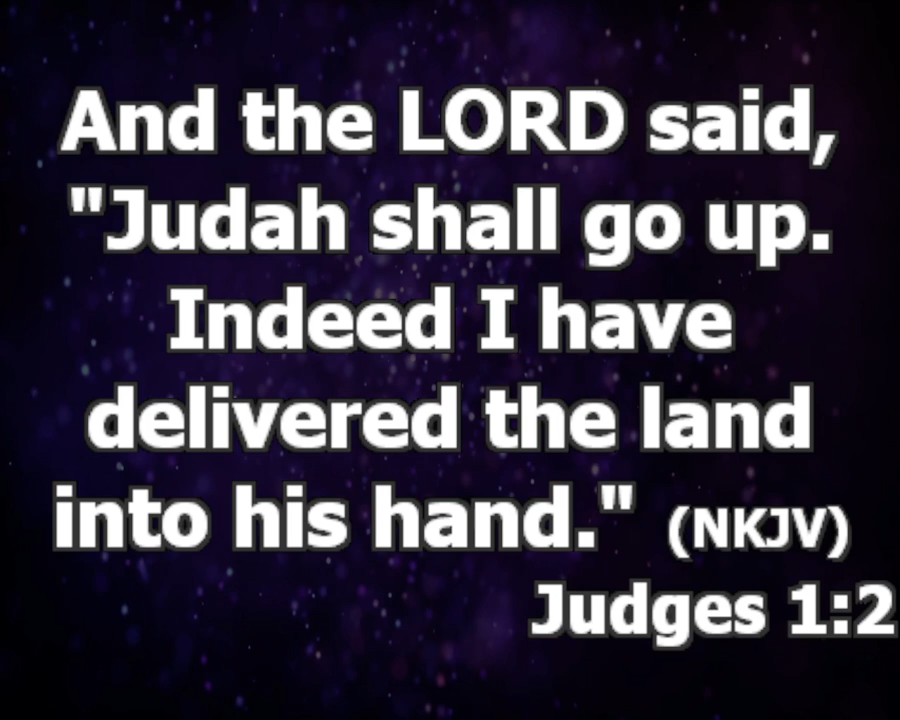 And the LORD said,
"Judah shall go up.
Indeed I have
delivered the land
into his hand." (NKJV)
Judges 1:2